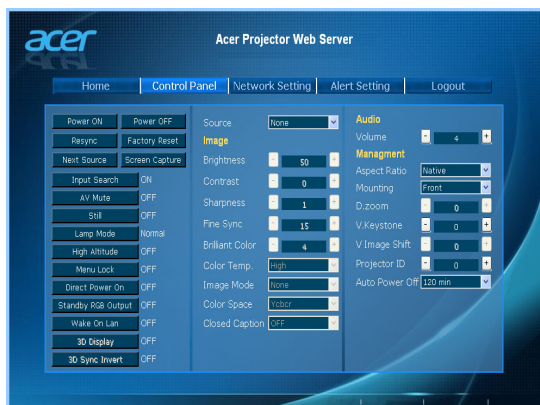 acer
Acer Projector Web Server
Home Control Panel Network Setting Alert Setting Logout
Power ON Power OFF
Resync Factory Reset
Next Source Screen Capture
Input Search ON
AV Mute OFF
Still OFF
Lamp Mode Normal
High Altitude OFF
Menu Lock OFF
Direct Power On OFF
Standby RGB Output OFF
Wake On Lan OFF
3D Display OFF
3D Sync Invert OFF
Source None
Image
Brightness - 50 +
Contrast - 0 +
Sharpness - 1 +
Fine Sync - 15 +
Brilliant Color - 4 +
Color Temp. High
Image Mode None
Color Space Ycbcr
Closed Caption OFF
Audio
Volume - 4 +
Managment
Aspect Ratio Native
Mounting Front
D.zoom - 0 +
V.Keystone - 0 +
V Image Shift - 0 +
Projector ID - 0 +
Auto Power Off 120 min